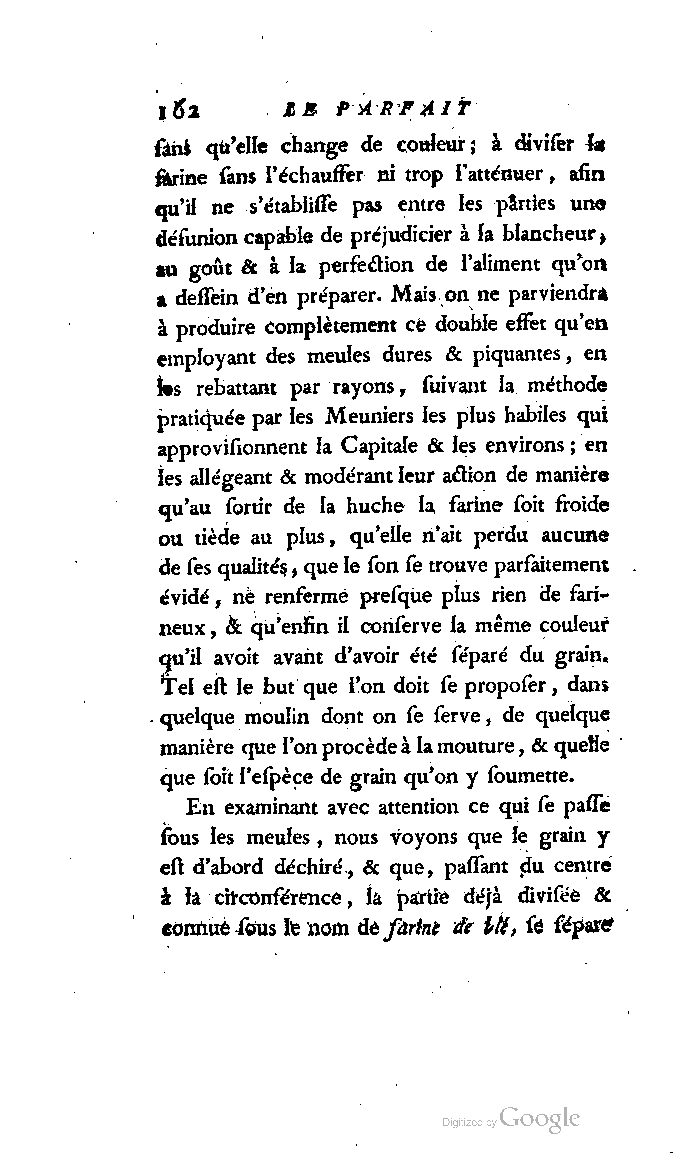 162 LE PARFAIT
ſans qu'elle change de couleur; à diviſer la
farine ſans l'échauffer ni trop l'atténuer, afin
qu'il ne s'établiſſe pas entre les pârties une
déſunion capable de préjudicier à ſa blancheur,
au goût & à la perfection de l'aliment qu'on
a deſſein d'en préparer. Mais on ne parviendra
à produire complètement ce double effet qu'en
employant des meules dures & piquantes, en
les rebattant par rayons, ſuivant la méthode
pratiquée par les Meuniers les plus habiles qui
approviſionnent la Capitale & les environs; en
les allégeant & modérant leur action de manière
qu'au ſortir de la huche la farine ſoit froide
ou tiède au plus, qu'elle n'ait perdu aucune
de ſes qualités, que le ſon ſe trouve parfaitement
évidé, ne renferme preſque plus rien de fari-
neux, & qu'enfin il conſerve la même couleur
qu'il avoit avant d'avoir été ſéparé du grain.
Tel eſt le but que l'on doit ſe propoſer, dans
quelque moulin dont on ſe ſerve, de quelque
manière que l'on procède à la mouture, & quelle
que ſoit l'eſpèce de grain qu'on y ſoumette.
En examinant avec attention ce qui ſe paſſe
ſous les meules, nous voyons que le grain y
eſt d'abord déchiré, & que, paſſant du centre
à la circonférence, la partie déjà diviſée &
connue ſous le nom de farine de blé, ſe ſépare
Digitized by Google